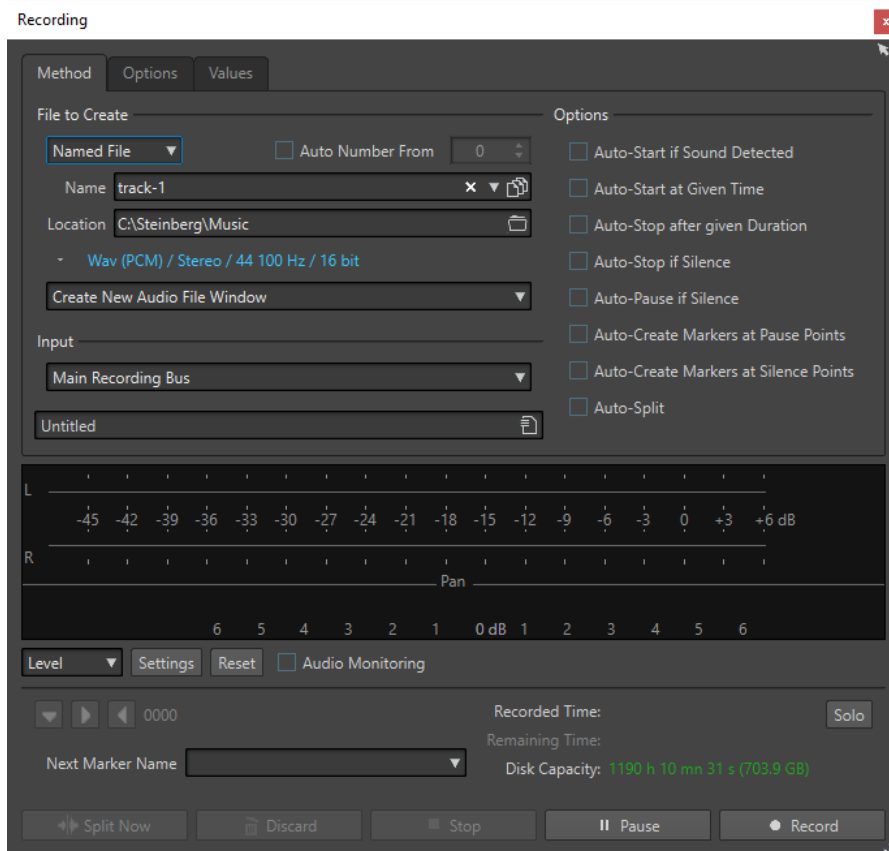 Recording
x
Method Options Values
File to Create
Named File Auto Number From 0
Name track-1
Location C:\Steinberg\Music
Wav (PCM) / Stereo / 44 100 Hz / 16 bit
Create New Audio File Window
Input
Main Recording Bus
Untitled
Options
Auto-Start if Sound Detected
Auto-Start at Given Time
Auto-Stop after given Duration
Auto-Stop if Silence
Auto-Pause if Silence
Auto-Create Markers at Pause Points
Auto-Create Markers at Silence Points
Auto-Split
L
-45 -42 -39 -36 -33 -30 -27 -24 -21 -18 -15 -12 -9 -6 -3 0 +3 +6 dB
R
Pan
6 5 4 3 2 1 0 dB 1 2 3 4 5 6
Level Settings Reset Audio Monitoring
0000
Next Marker Name
Recorded Time:
Solo
Remaining Time:
Disk Capacity: 1190 h 10 mn 31 s (703.9 GB)
Split Now Discard Stop Pause Record